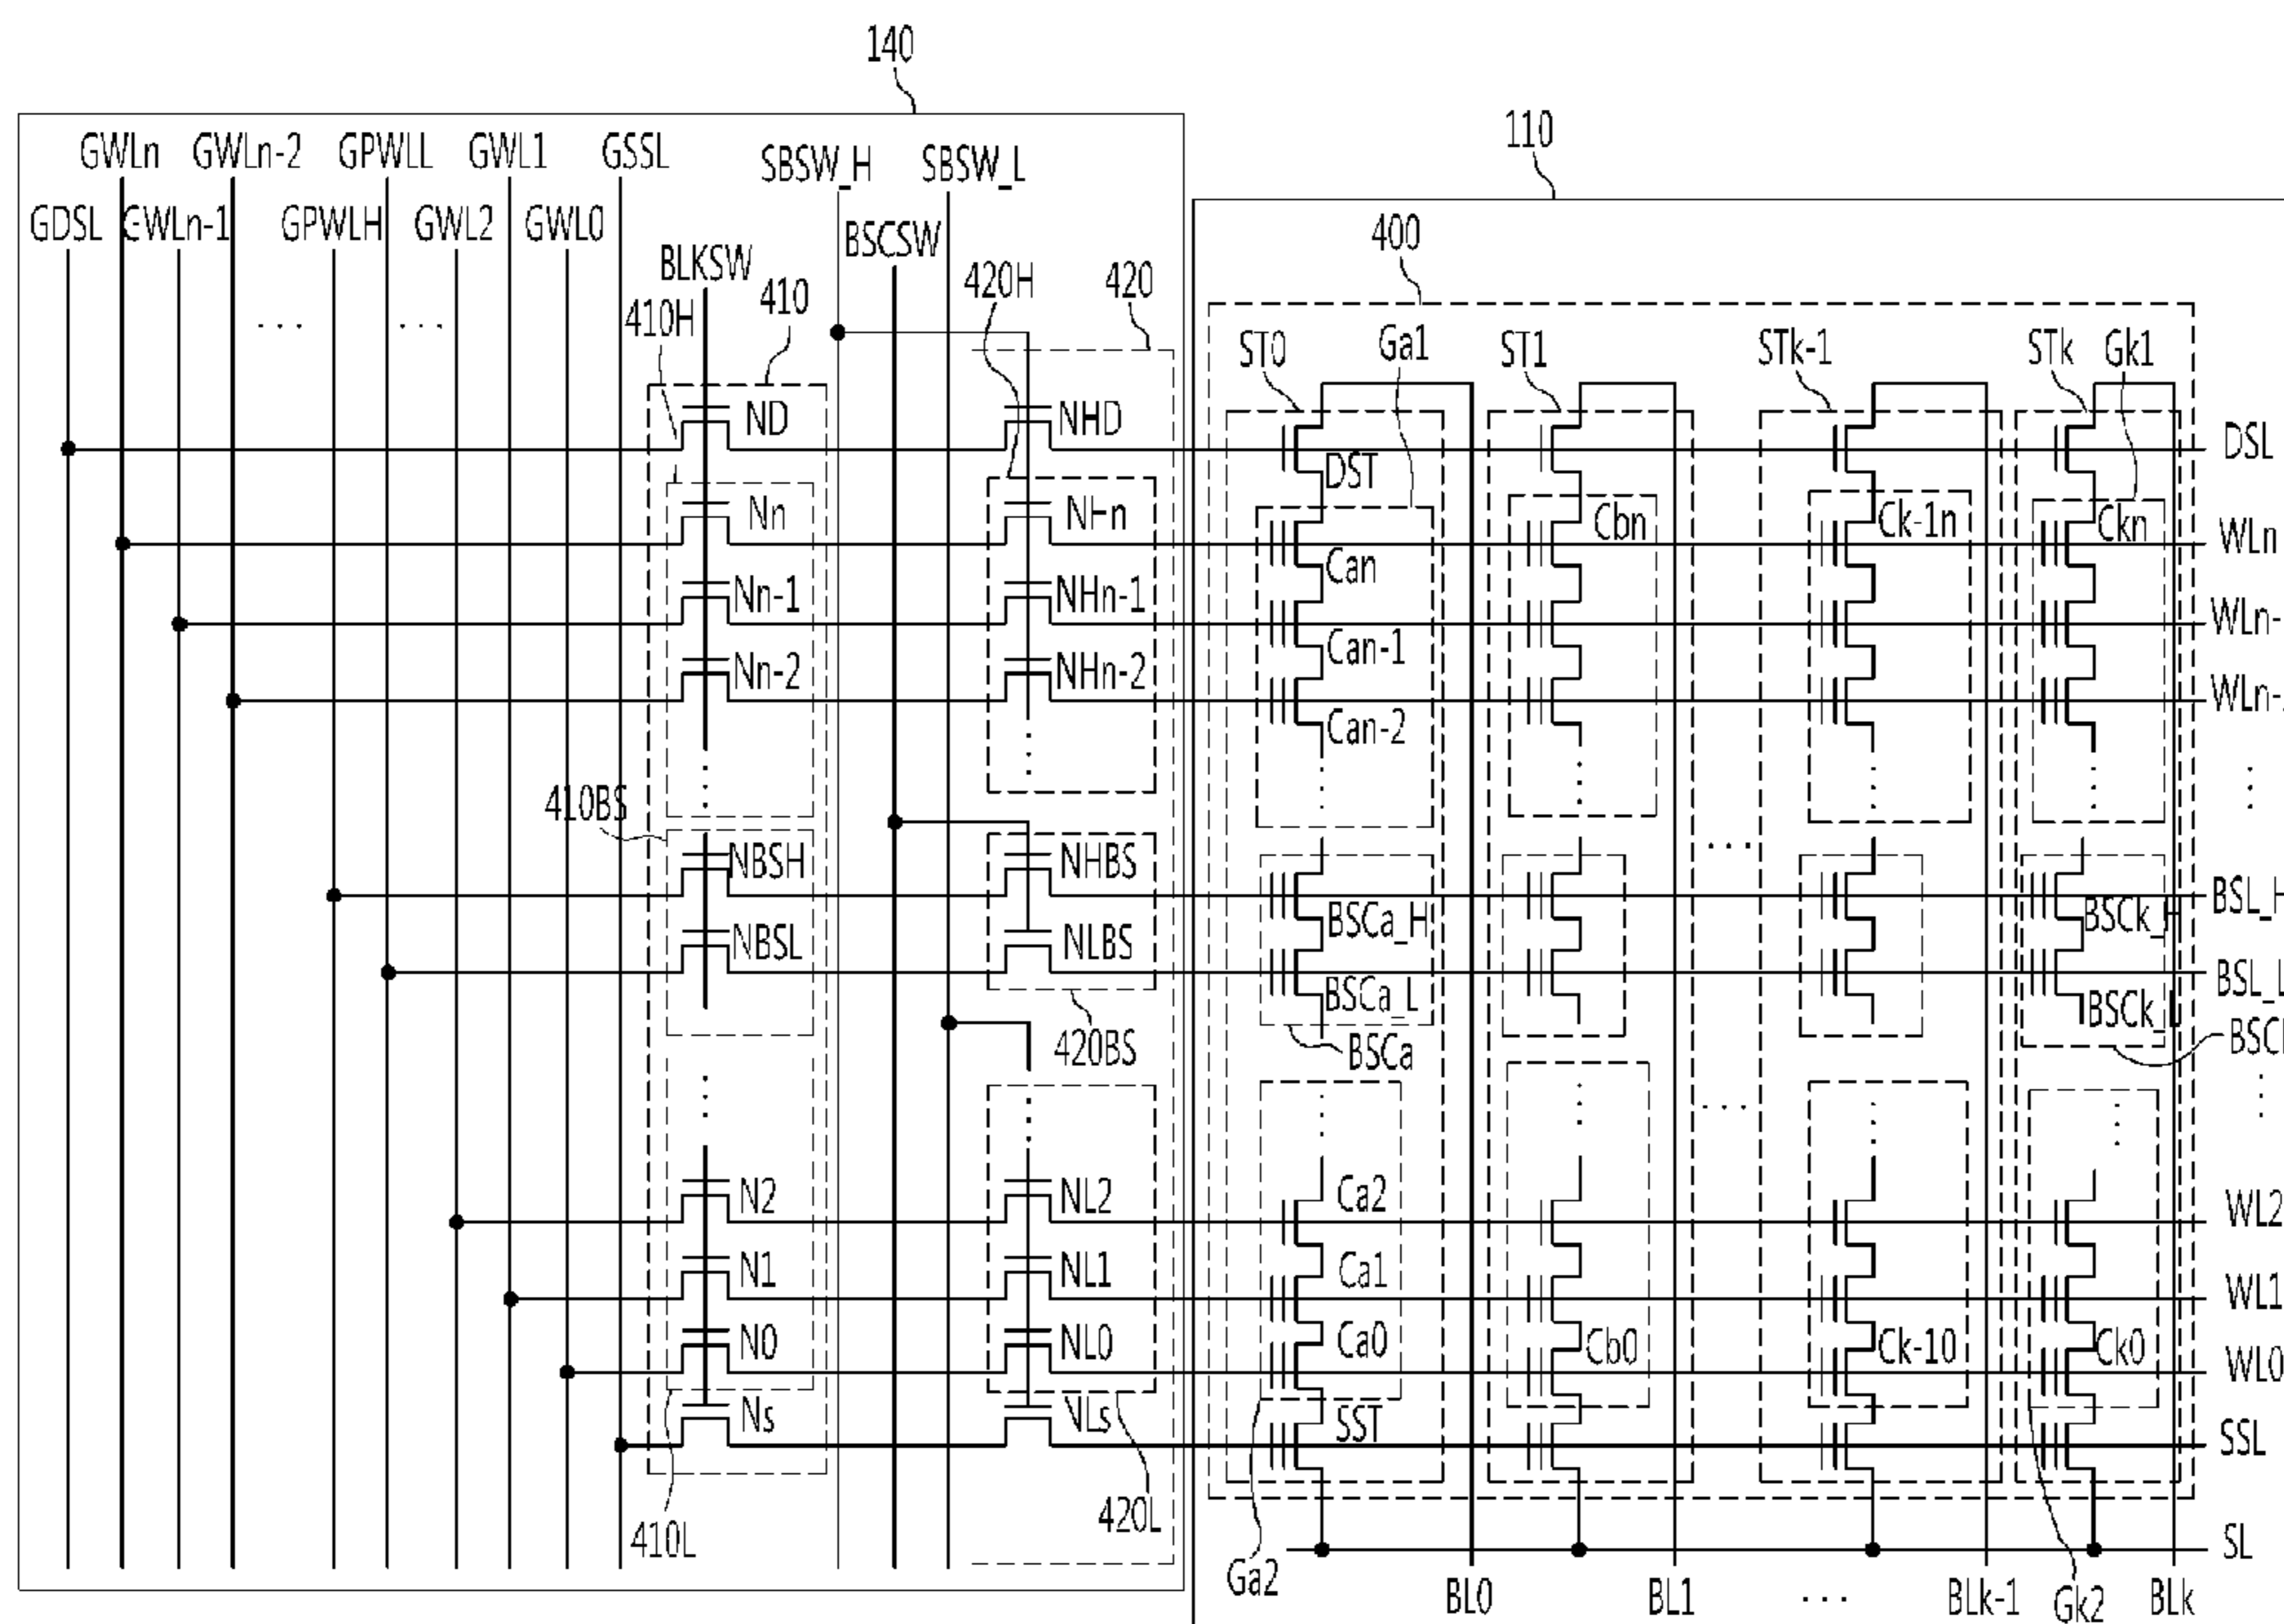 140
GWLn GWLn-2 GPWLL GWL1 GSSL SBSW_H SBSW_L
110
GDSL GWLn-1 GPWLH GWL2 GWL0 BSCSW
400
BLKSW 420H 420
410H 410
ST0 Ga1 ST1 STk-1 STk Gk1
ND NHD DSL
DST
Nn NHn Cbn Ck-1n Ckn WLn
Can
Nn-1 NHn-1 WLn-
Can-1
Nn-2 NHn-2 WLn-
Can-2
410BS
NBSH NHBS BSL_H
BSCa_H BSCk_H
NBSL NLBS BSL_L
BSCa_L BSCk_L
420BS BSCa
N2 NL2 Ca2 WL2
N1 NL1 Ca1 WL1
N0 NL0 Ca0 Cb0 Ck-10 Ck0 WL0
Ns NLs SST SSL
410L 420L SL
Ga2 BL0 BL1 ... BLk-1 Gk2 BLk